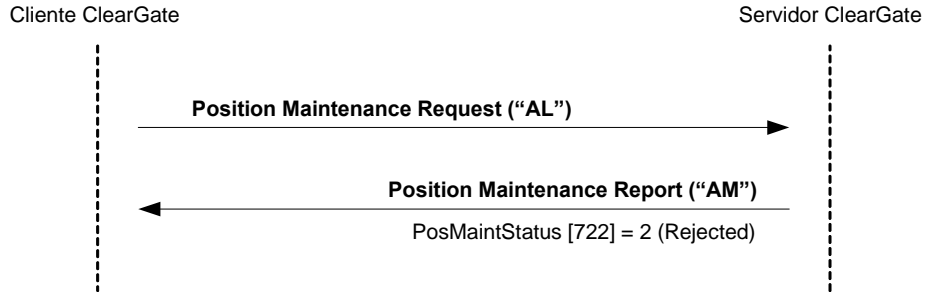 Cliente ClearGate
Servidor ClearGate
Position Maintenance Request (“AL”)
Position Maintenance Report (“AM”)
PosMaintStatus [722] = 2 (Rejected)